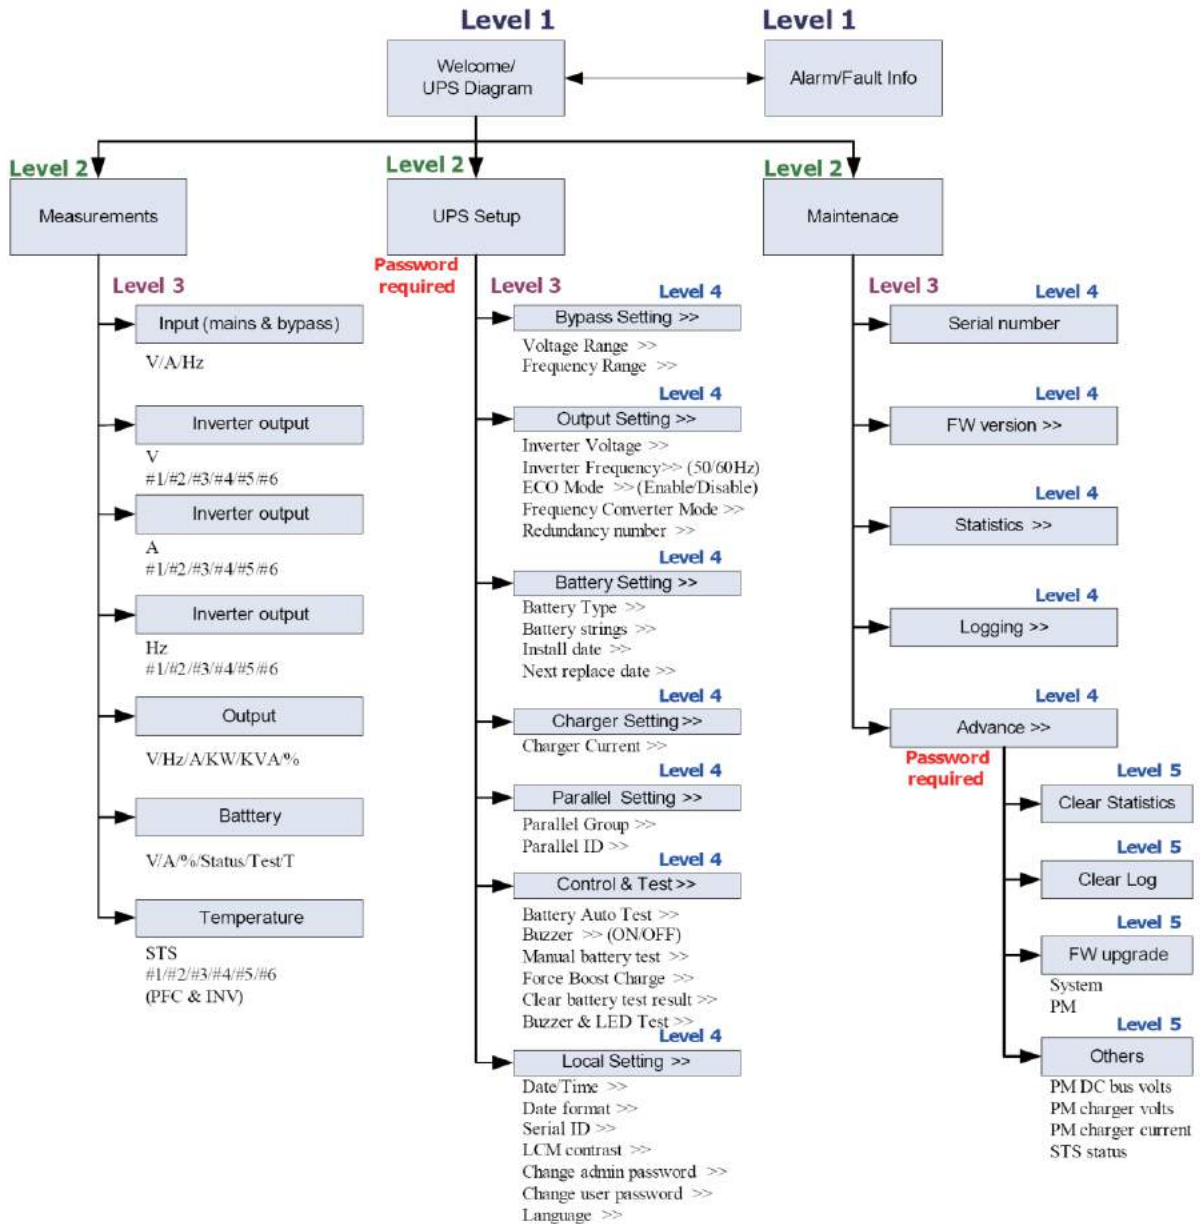 Level 1
Level 1
Welcome/
UPS Diagram
Alarm/Fault Info
Level 2
Measurements
Level 3
Input (mains & bypass)
V/A/Hz
Inverter output
V
#1/#2/#3/#4/#5/#6
Inverter output
A
#1/#2/#3/#4/#5/#6
Inverter output
Hz
#1/#2/#3/#4/#5/#6
Output
V/Hz/A/KW/KVA/%
Batttery
V/A/%/Status/Test/T
Temperature
STS
#1/#2/#3/#4/#5/#6
(PFC & INV)
Level 2
UPS Setup
Password
required
Level 3
Level 4
Bypass Setting >>
Voltage Range >>
Frequency Range >>
Level 4
Output Setting >>
Inverter Voltage >>
Inverter Frequency>> (50/60Hz)
ECO Mode >>(Enable/Disable)
Frequency Converter Mode >>
Redundancy number >>
Level 4
Battery Setting >>
Battery Type >>
Battery strings >>
Install date >>
Next replace date >>
Level 4
Charger Setting>>
Charger Current >>
Level 4
Parallel Setting >>
Parallel Group >>
Parallel ID >>
Level 4
Control & Test>>
Battery Auto Test >>
Buzzer >> (ON/OFF)
Manual battery test >>
Force Boost Charge >>
Clear battery test result >>
Buzzer & LED Test >>
Level 4
Local Setting >>
Date/Time >>
Date format >>
Serial ID >>
LCM contrast >>
Change admin password >>
Change user password >>
Language >>
Level 2
Maintenace
Level 3
Level 4
Serial number
Level 4
FW version >>
Level 4
Statistics >>
Level 4
Logging >>
Level 4
Advance >>
Password
required
Level 5
Clear Statistics
Level 5
Clear Log
Level 5
FW upgrade
System
PM
Level 5
Others
PM DC bus volts
PM charger volts
PM charger current
STS status